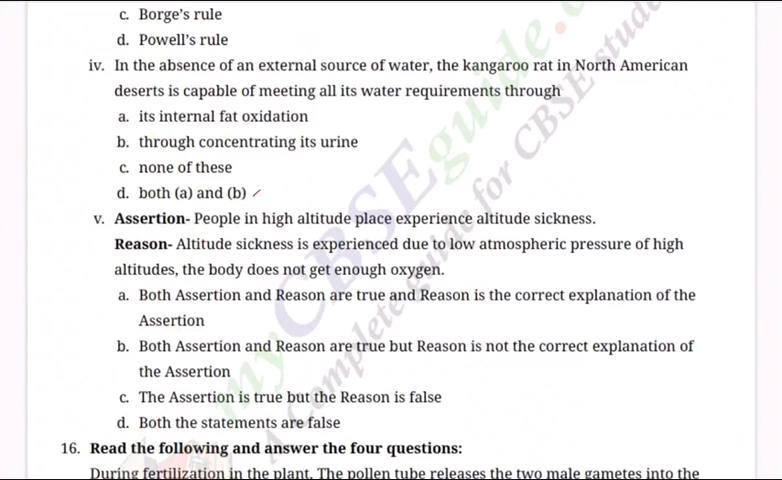 c. Borge's rule
d. Powell's rule
iv. In the absence of an external source of water, the kangaroo rat in North American
deserts is capable of meeting all its water requirements through
a. its internal fat oxidation
b. through concentrating its urine
c. none of these
d. both (a) and (b)
v. Assertion- People in high altitude place experience altitude sickness.
Reason- Altitude sickness is experienced due to low atmospheric pressure of high
altitudes, the body does not get enough oxygen.
a. Both Assertion and Reason are true and Reason is the correct explanation of the
Assertion
b. Both Assertion and Reason are true but Reason is not the correct explanation of
the Assertion
c. The Assertion is true but the Reason is false
d. Both the statements are false
16. Read the following and answer the four questions:
During fertilization in the plant, The pollen tube releases the two male gametes into the
myCBSEguide.c
A Complete guide for CBSE stude